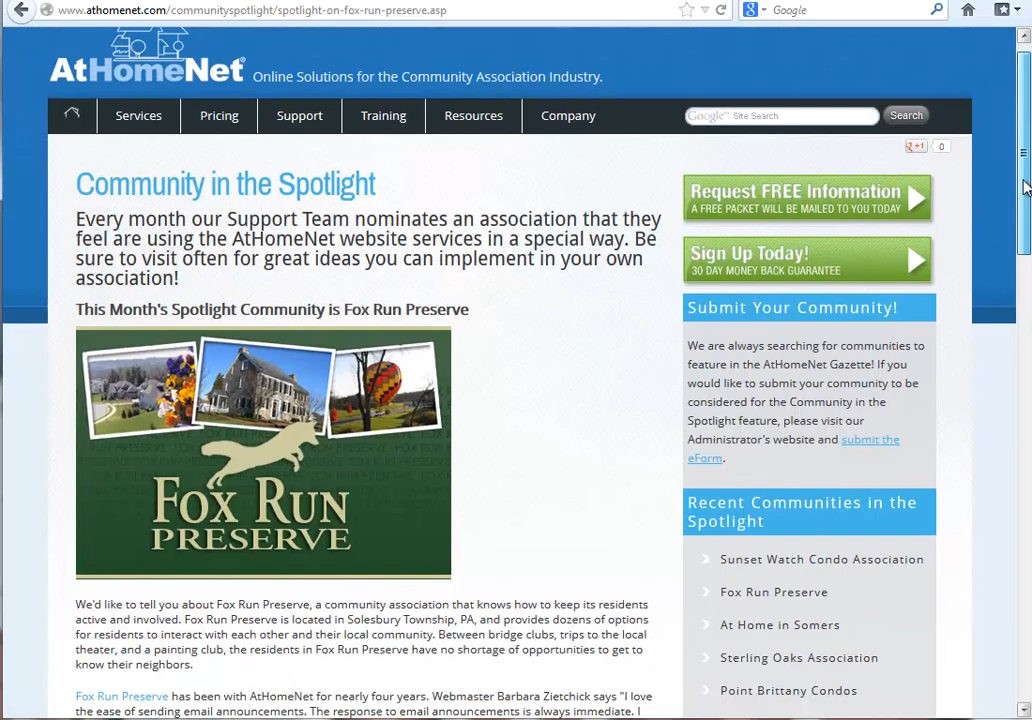 www.athomenet.com/communityspotlight/spotlight-on-fox-run-preserve.asp
Google
AtHomeNet® Online Solutions for the Community Association Industry.
Services Pricing Support Training Resources Company
Google™ Site Search Search
+1 0
Community in the Spotlight
Every month our Support Team nominates an association that they
feel are using the AtHomeNet website services in a special way. Be
sure to visit often for great ideas you can implement in your own
association!
This Month's Spotlight Community is Fox Run Preserve
FOX RUN
PRESERVE
We'd like to tell you about Fox Run Preserve, a community association that knows how to keep its residents
active and involved. Fox Run Preserve is located in Solesbury Township, PA, and provides dozens of options
for residents to interact with each other and their local community. Between bridge clubs, trips to the local
theater, and a painting club, the residents in Fox Run Preserve have no shortage of opportunities to get to
know their neighbors.
Fox Run Preserve has been with AtHomeNet for nearly four years. Webmaster Barbara Zietchick says "I love
the ease of sending email announcements. The response to email announcements is always immediate. I
Request FREE Information
A FREE PACKET WILL BE MAILED TO YOU TODAY
Sign Up Today!
30 DAY MONEY BACK GUARANTEE
Submit Your Community!
We are always searching for communities to
feature in the AtHomeNet Gazette! If you
would like to submit your community to be
considered for the Community in the
Spotlight feature, please visit our
Administrator's website and submit the
eForm.
Recent Communities in the
Spotlight
Sunset Watch Condo Association
Fox Run Preserve
At Home in Somers
Sterling Oaks Association
Point Brittany Condos